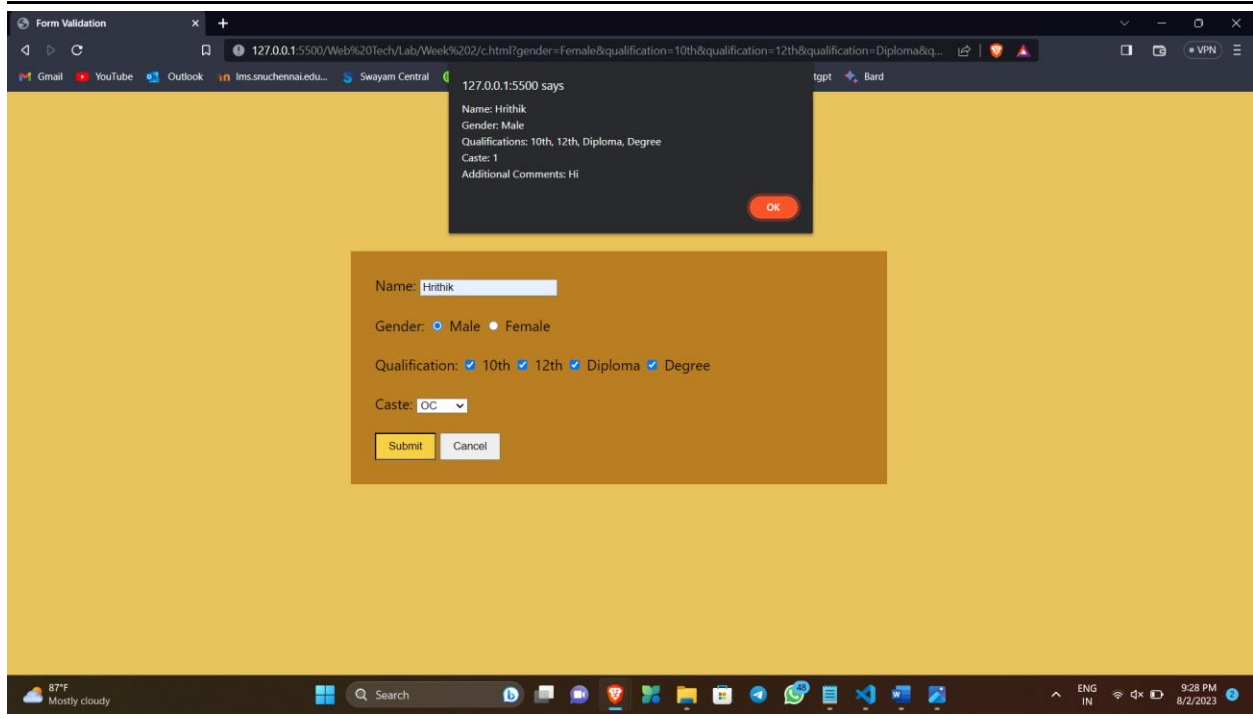 Form Validation
127.0.0.1:5500/Web%20Tech/Lab/Week%202/c.html?gender=Female&qualification=10th&qualification=12th&qualification=Diploma&q...
VPN
Gmail YouTube Outlook lms.snuchennai.edu... Swayam Central tgpt Bard
127.0.0.1:5500 says
Name: Hrithik
Gender: Male
Qualifications: 10th, 12th, Diploma, Degree
Caste: 1
Additional Comments: Hi
OK
Name: Hrithik
Gender: Male Female
Qualification: 10th 12th Diploma Degree
Caste: OC
Submit Cancel
87°F
Mostly cloudy
Search
48
ENG
IN
9:28 PM
8/2/2023
2